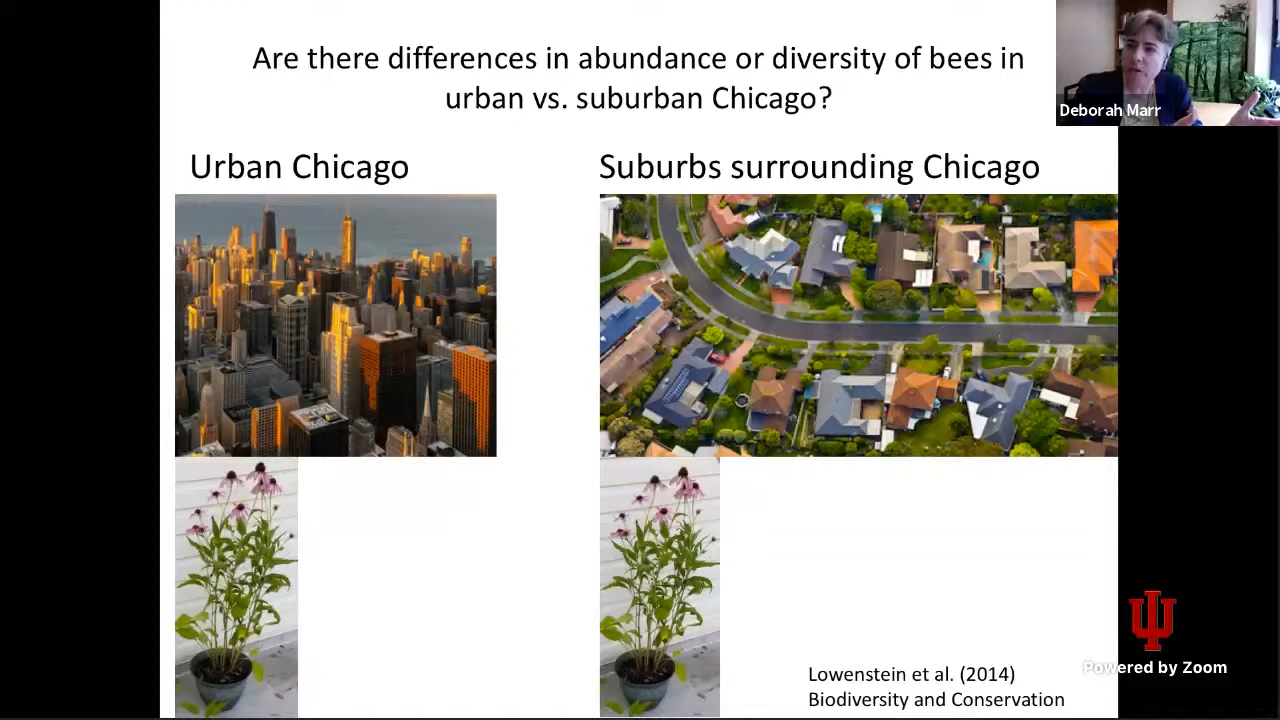 Are there differences in abundance or diversity of bees in
urban vs. suburban Chicago?
Deborah Marr
Urban Chicago
Suburbs surrounding Chicago
Lowenstein et al. (2014)
Biodiversity and Conservation
Powered by Zoom